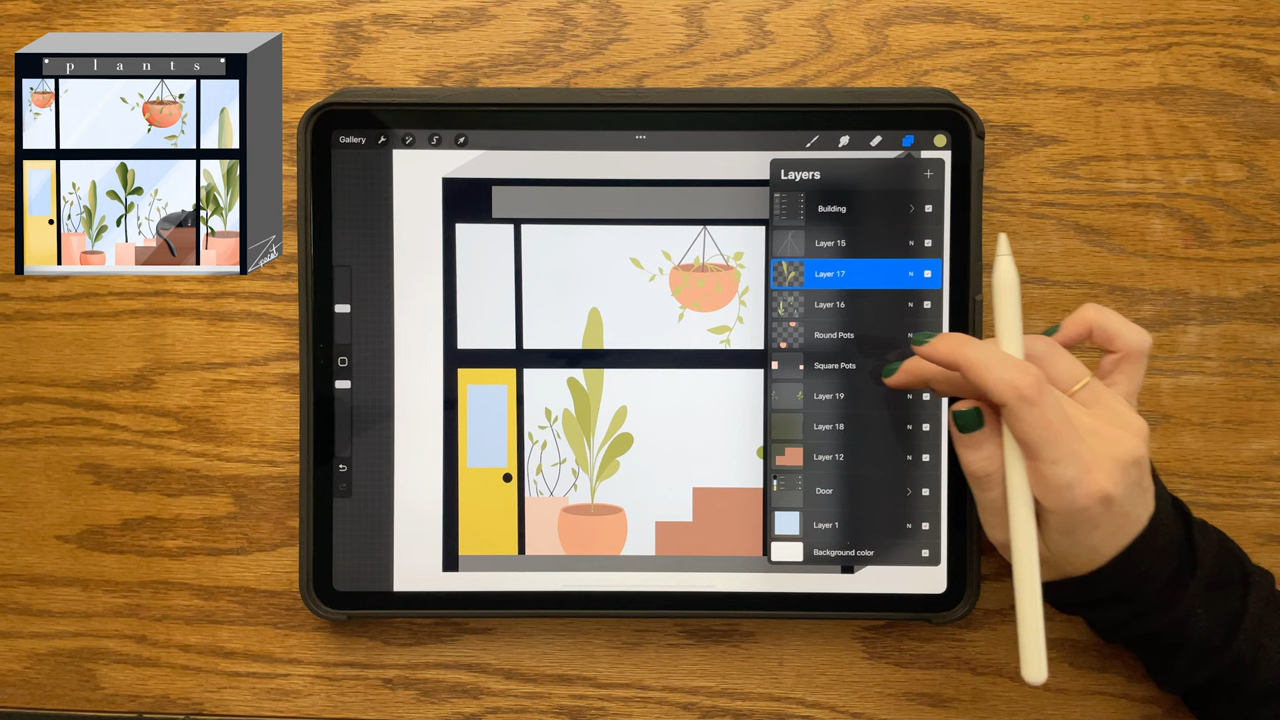 p l a n t s
Gallery
Layers
Building
Layer 15 N
Layer 17 N
Layer 16 N
Round Pots N
Square Pots
Layer 19 N
Layer 18 N
Layer 12 N
Door
Layer 1 N
Background color